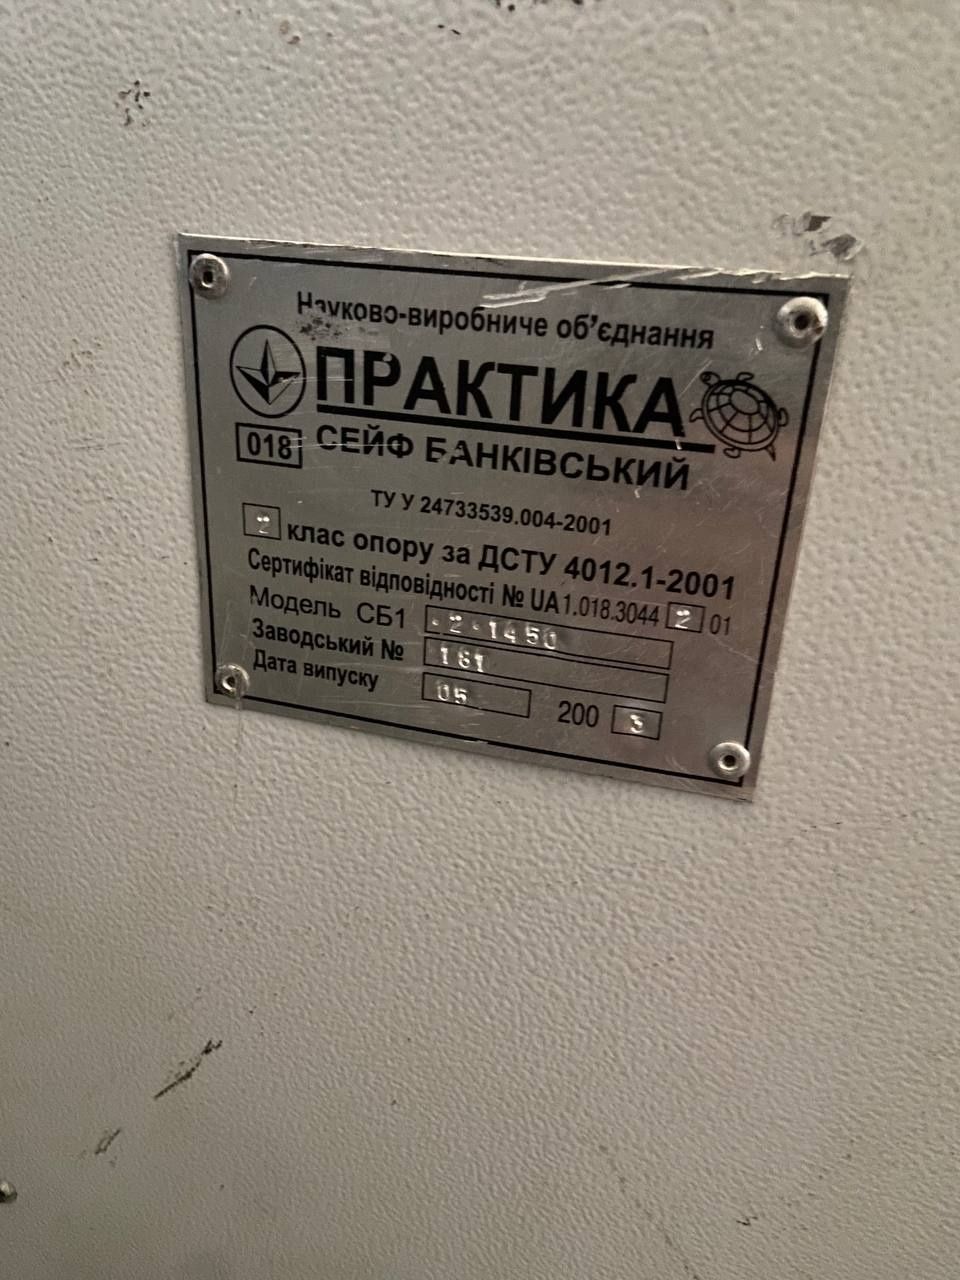 Науково-виробниче об'єднання
ПРАКТИКА
018 СЕЙФ БАНКІВСЬКИЙ
ТУ У 24733539.004-2001
2 клас опору за ДСТУ 4012.1-2001
Сертифікат відповідності № UA1.018.3044 2 01
Модель СБ1 .2.1450
Заводський № 181
Дата випуску 05 200 3